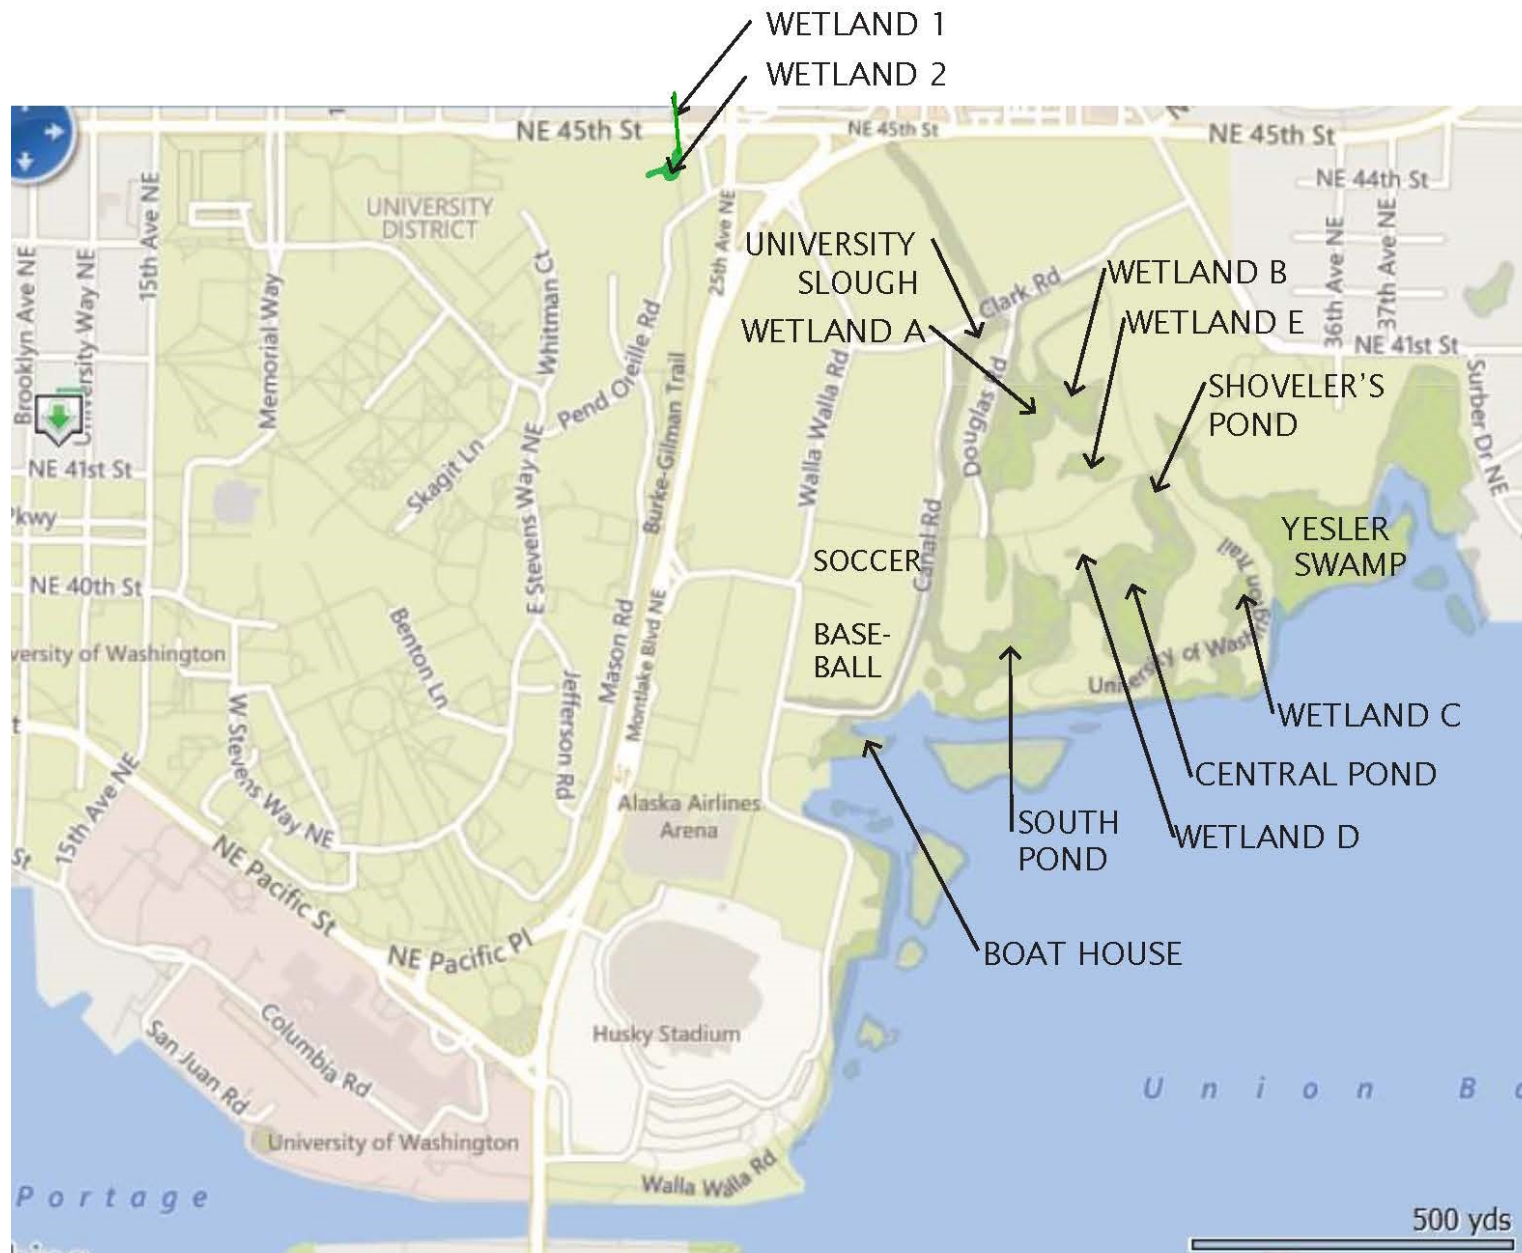 WETLAND 1
WETLAND 2
NE 45th St
NE 45th St
NE 45th St
NE 44th St
15th Ave NE
UNIVERSITY
DISTRICT
25th Ave NE
36th Ave NE
37th Ave NE
Brooklyn Ave NE
University Way NE
Memorial Way
Whitman Ct
UNIVERSITY
SLOUGH
Clark Rd
WETLAND B
WETLAND A
WETLAND E
NE 41st St
Pend Oreille Rd
Burke-Gilman Trail
Walla Walla Rd
Douglas Rd
SHOVELER'S
POND
Surber Dr NE
NE 41st St
Skagit Ln
E Stevens Way NE
Pkwy
YESLER
SWAMP
SOCCER
Canal Rd
NE 40th St
Benton Ln
Mason Rd
Montlake Blvd NE
BASE-
BALL
versity of Washington
University of Washington Trail
Jefferson Rd
W Stevens Way NE
WETLAND C
CENTRAL POND
15th Ave NE
Alaska Airlines
Arena
SOUTH
POND
WETLAND D
St
NE Pacific St
NE Pacific Pl
BOAT HOUSE
Columbia Rd
San Juan Rd
Husky Stadium
Union B
University of Washington
Walla Walla Rd
Portage
500 yds